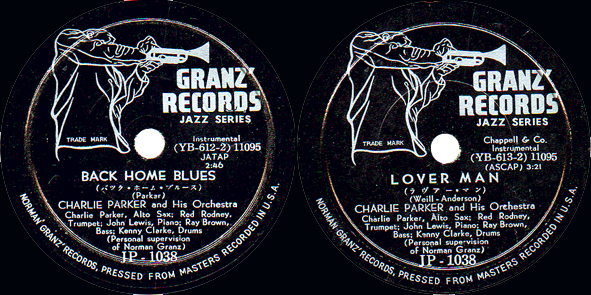 GRANZ'
RECORDS
JAZZ SERIES
TRADE MARK
Instrumental
(YB-612-2) 11095
JATAP
2:46
BACK HOME BLUES
(バック・ホーム・ブルース)
(Parkar)
CHARLIE PARKER and His Orchestra
Charlie Parker, Alto Sax; Red Rodney,
Trumpet; John Lewis, Piano; Ray Brown,
Bass; Kenny Clarke, Drums
(Personal supervision
of Norman Granz)
JP - 1038
NORMAN GRANZ' RECORDS, PRESSED FROM MASTERS RECORDED IN U.S.A.
GRANZ'
RECORDS
JAZZ SERIES
TRADE MARK
Chappell & Co.
Instrumental
(YB-613-2) 11095
(ASCAP) 3:21
LOVER MAN
(ラヴアー・マン)
(Weill - Anderson)
CHARLIE PARKER and His Orchestra
Charlie Parker, Alto Sax; Red Rodney,
Trumpet; John Lewis, Piano; Ray Brown,
Bass; Kenny Clarke, Drums
(Personal supervision
of Norman Granz)
JP - 1038
NORMAN GRANZ' RECORDS, PRESSED FROM MASTERS RECORDED IN U.S.A.